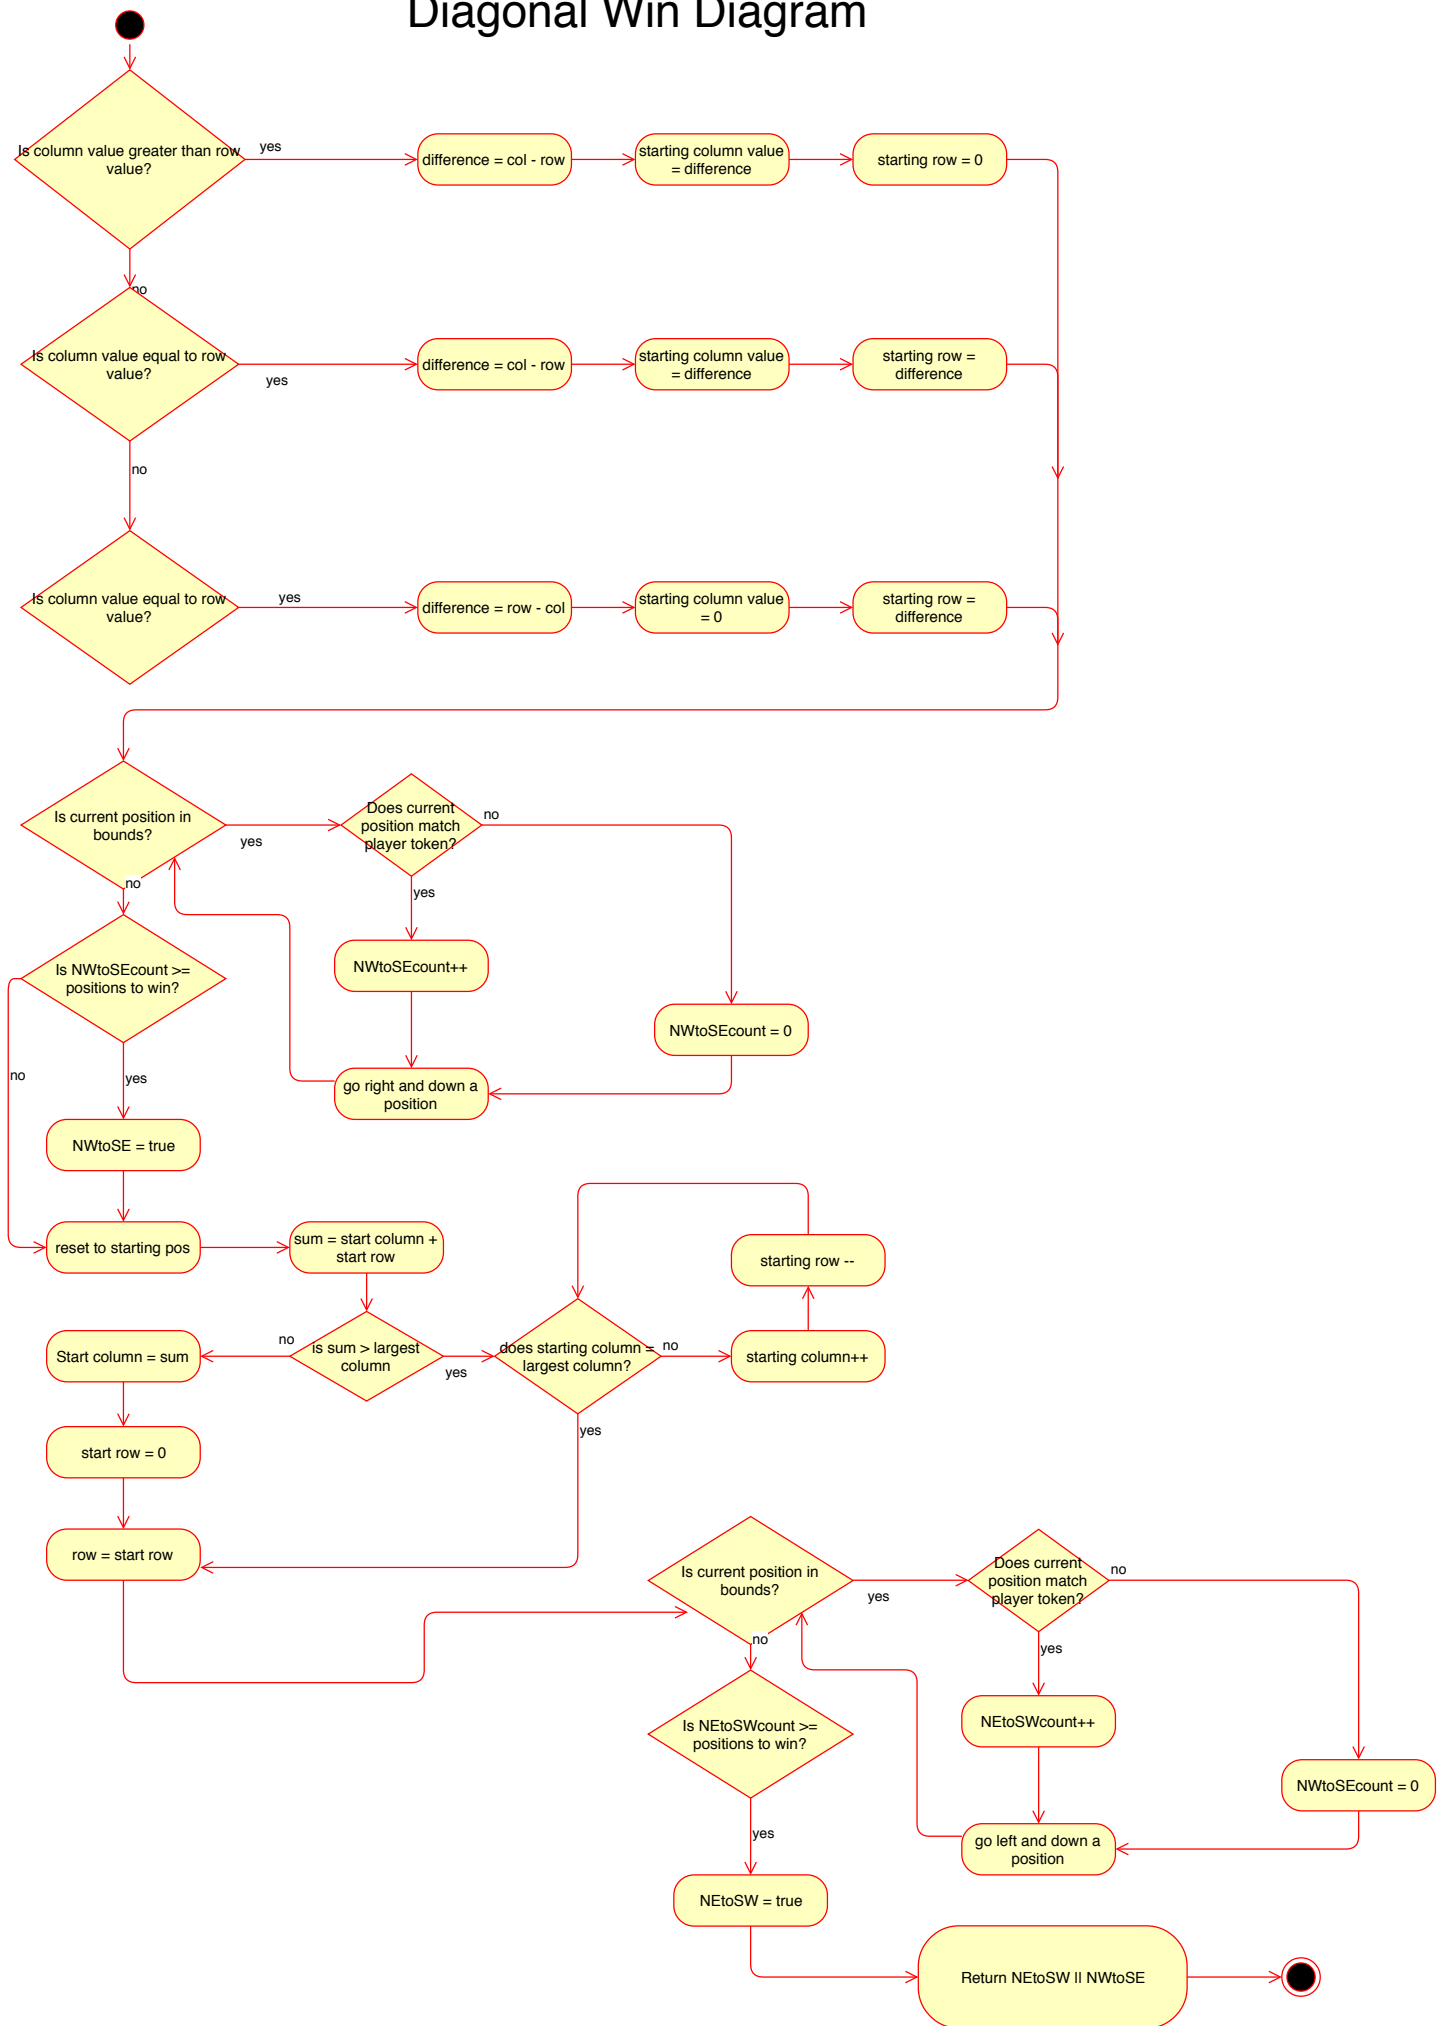 Diagonal Win Diagram
Is column value greater than row
value?
yes
difference = col - row
starting column value
= difference
starting row = 0
no
Is column value equal to row
value?
yes
difference = col - row
starting column value
= difference
starting row =
difference
no
Is column value equal to row
value?
yes
difference = row - col
starting column value
= 0
starting row =
difference
Is current position in
bounds?
yes
Does current
position match
player token?
no
no
yes
Is NWtoSEcount >=
positions to win?
NWtoSEcount++
NWtoSEcount = 0
no
yes
go right and down a
position
NWtoSE = true
reset to starting pos
sum = start column +
start row
starting row --
Start column = sum
no
is sum > largest
column
yes
does starting column =
largest column?
no
starting column++
yes
start row = 0
row = start row
Is current position in
bounds?
yes
Does current
position match
player token?
no
no
yes
Is NEtoSWcount >=
positions to win?
NEtoSWcount++
NWtoSEcount = 0
yes
go left and down a
position
NEtoSW = true
Return NEtoSW || NWtoSE